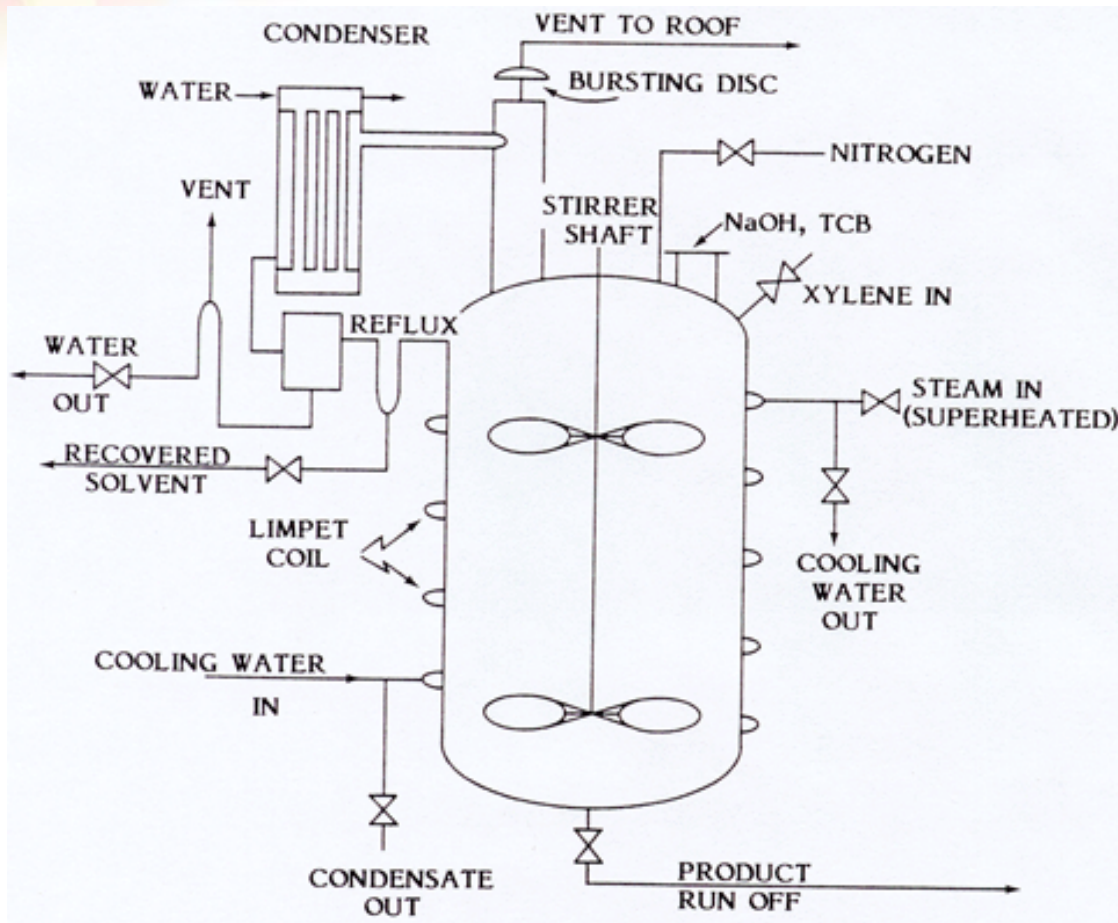 CONDENSER
VENT TO ROOF
WATER
BURSTING DISC
NITROGEN
VENT
STIRRER
SHAFT
NaOH, TCB
XYLENE IN
REFLUX
WATER
OUT
STEAM IN
(SUPERHEATED)
RECOVERED
SOLVENT
LIMPET
COIL
COOLING
WATER
OUT
COOLING WATER
IN
CONDENSATE
OUT
PRODUCT
RUN OFF